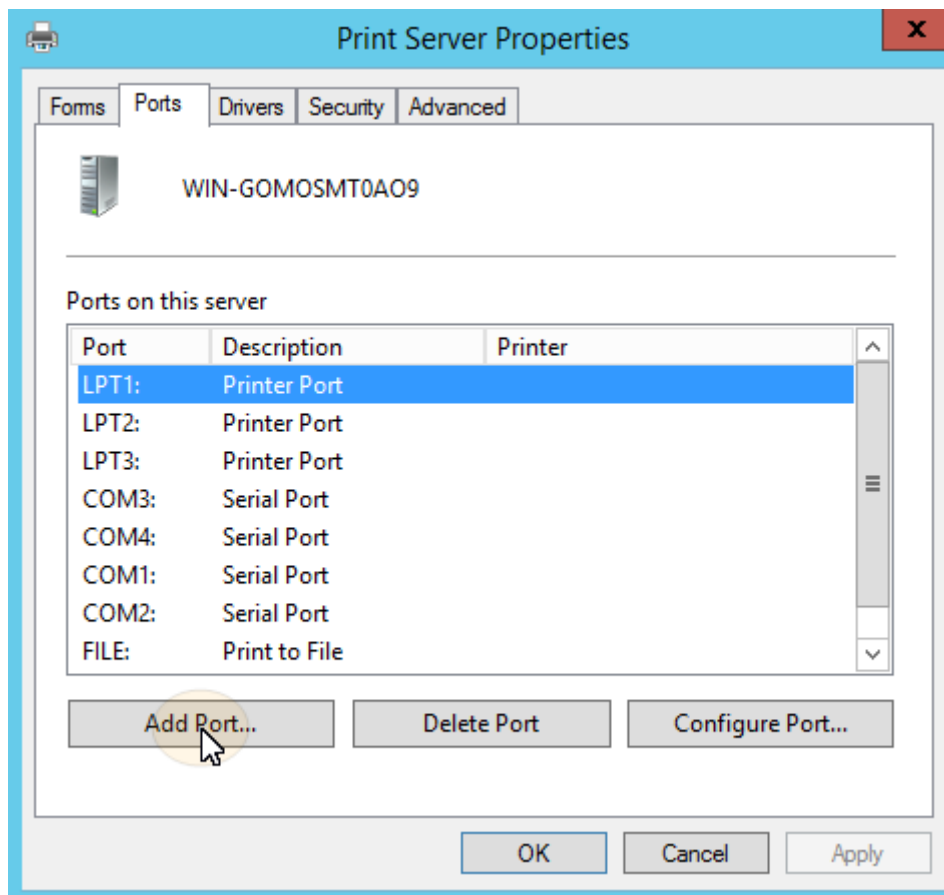 Print Server Properties
x
Forms Ports Drivers Security Advanced
WIN-GOMOSMT0AO9
Ports on this server
Port Description Printer
LPT1: Printer Port
LPT2: Printer Port
LPT3: Printer Port
COM3: Serial Port
COM4: Serial Port
COM1: Serial Port
COM2: Serial Port
FILE: Print to File
Add Port... Delete Port Configure Port...
OK Cancel Apply